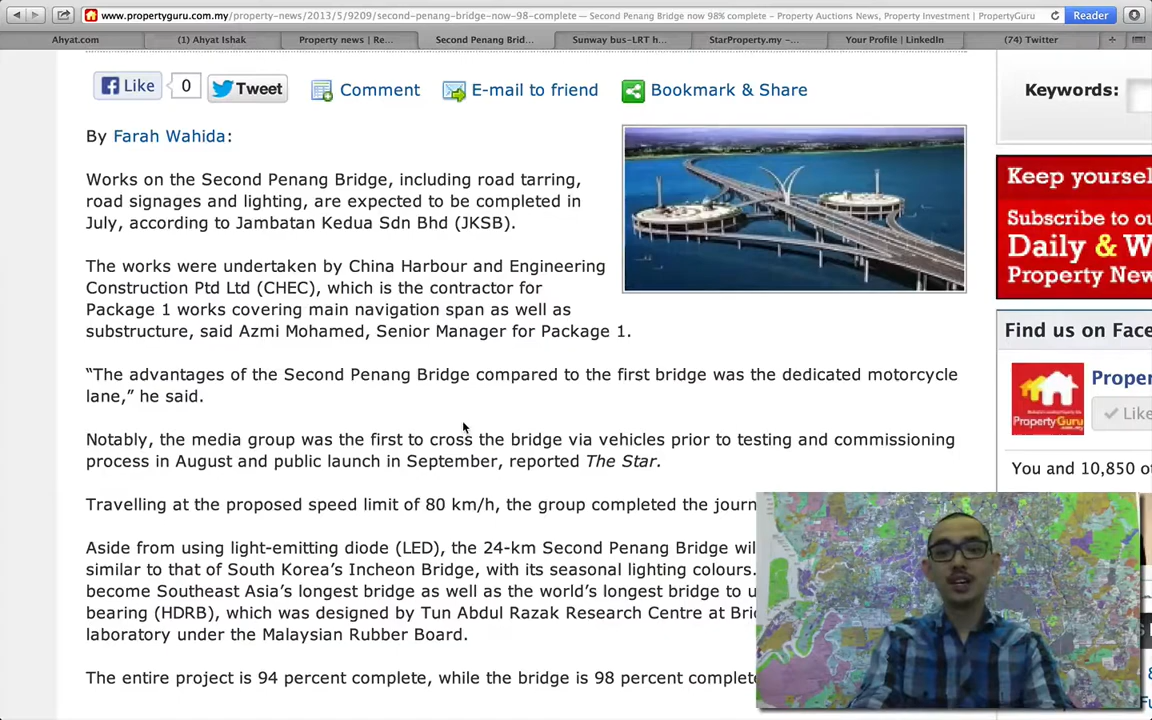 www.propertyguru.com.my/property-news/2013/5/9209/second-penang-bridge-now-98-complete — Second Penang Bridge now 98% complete – Property Auctions News, Property Investment | PropertyGuru
Reader
Ahyat.com
(1) Ahyat Ishak
Property news | Re...
Second Penang Brid...
Sunway bus-LRT h...
StarProperty.my –...
Your Profile | LinkedIn
(74) Twitter
Like
0
Tweet
Comment
E-mail to friend
Bookmark & Share
Keywords:
By Farah Wahida:
Works on the Second Penang Bridge, including road tarring,
road signages and lighting, are expected to be completed in
July, according to Jambatan Kedua Sdn Bhd (JKSB).
The works were undertaken by China Harbour and Engineering
Construction Ptd Ltd (CHEC), which is the contractor for
Package 1 works covering main navigation span as well as
substructure, said Azmi Mohamed, Senior Manager for Package 1.
“The advantages of the Second Penang Bridge compared to the first bridge was the dedicated motorcycle
lane,” he said.
Notably, the media group was the first to cross the bridge via vehicles prior to testing and commissioning
process in August and public launch in September, reported The Star.
Travelling at the proposed speed limit of 80 km/h, the group completed the journ
Aside from using light-emitting diode (LED), the 24-km Second Penang Bridge wil
similar to that of South Korea’s Incheon Bridge, with its seasonal lighting colours.
become Southeast Asia’s longest bridge as well as the world’s longest bridge to u
bearing (HDRB), which was designed by Tun Abdul Razak Research Centre at Bri
laboratory under the Malaysian Rubber Board.
The entire project is 94 percent complete, while the bridge is 98 percent complet
Keep yoursel
Subscribe to ou
Daily & W
Property New
Find us on Face
PropertyGuru
Proper
Like
You and 10,850 ot